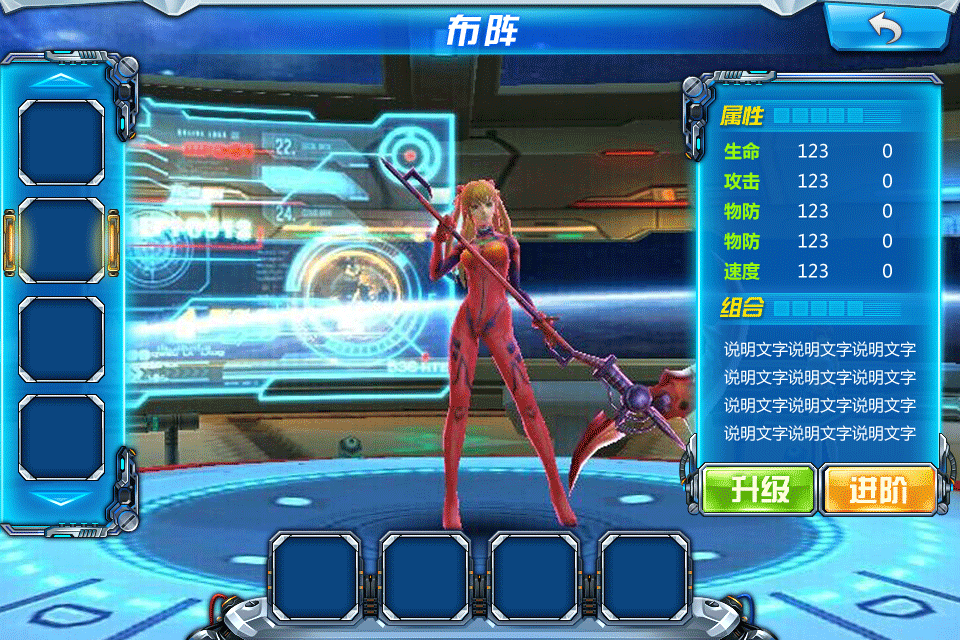 布阵
22.
24.
属性
生命 123 0
攻击 123 0
物防 123 0
物防 123 0
速度 123 0
组合
说明文字说明文字说明文字
说明文字说明文字说明文字
说明文字说明文字说明文字
说明文字说明文字说明文字
升级 进阶